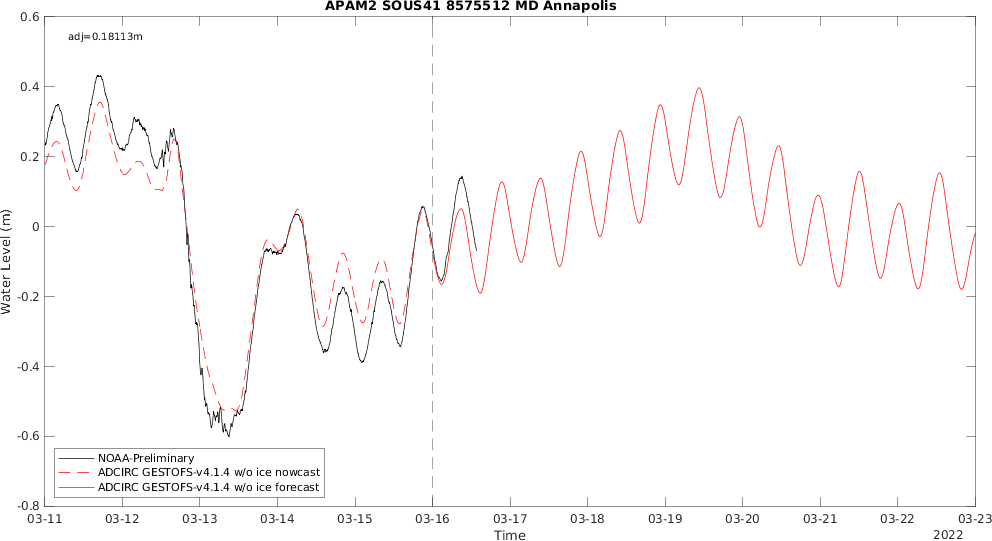 APAM2 SOUS41 8575512 MD Annapolis
adj=0.18113m
0.6
0.4
0.2
0
-0.2
-0.4
-0.6
-0.8
Water Level (m)
NOAA-Preliminary
ADCIRC GESTOFS-v4.1.4 w/o ice nowcast
ADCIRC GESTOFS-v4.1.4 w/o ice forecast
03-11 03-12 03-13 03-14 03-15 03-16 03-17 03-18 03-19 03-20 03-21 03-22 03-23
Time
2022